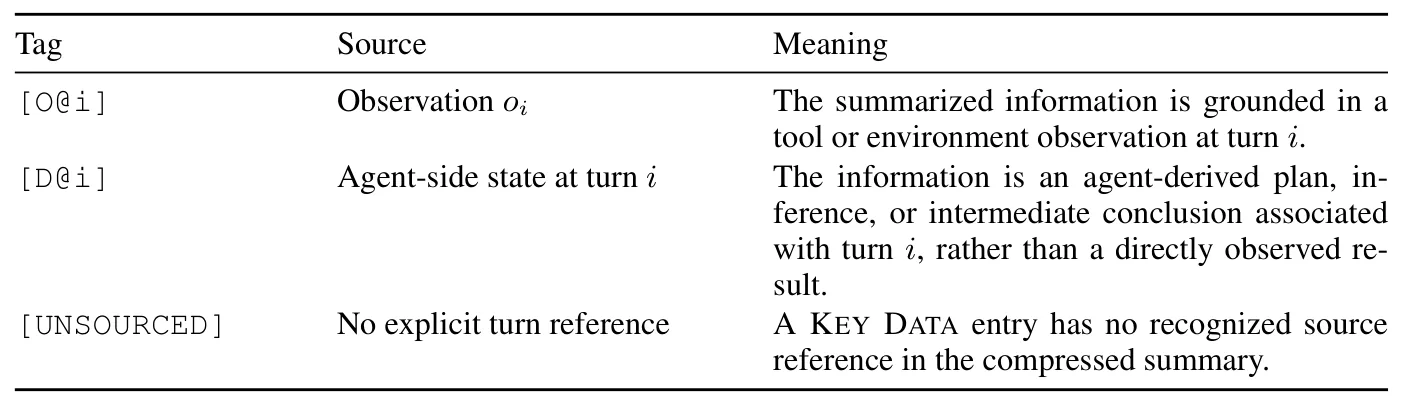 Tag Source Meaning
[O@i] Observation oᵢ The summarized information is grounded in a
tool or environment observation at turn i.
[D@i] Agent-side state at turn i The information is an agent-derived plan, in-
ference, or intermediate conclusion associated
with turn i, rather than a directly observed re-
sult.
[UNSOURCED] No explicit turn reference A KEY DATA entry has no recognized source
reference in the compressed summary.